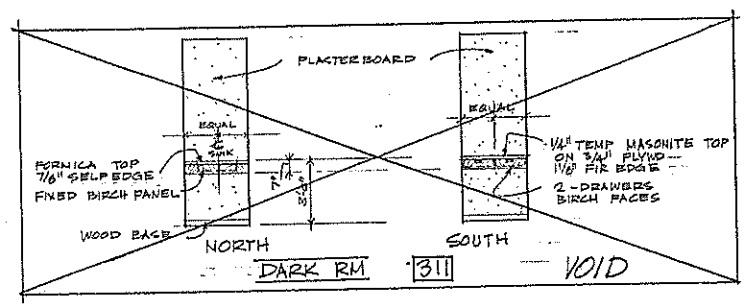 PLASTERBOARD
EQUAL
SINK
FORMICA TOP
7/8" SELF EDGE
FIXED BIRCH PANEL
7"
WOOD BASE
NORTH
EQUAL
1/4" TEMP MASONITE TOP
ON 3/4" PLYWD
1 1/8" FIR EDGE
2-DRAWERS
BIRCH FACES
SOUTH
DARK RM 311 VOID